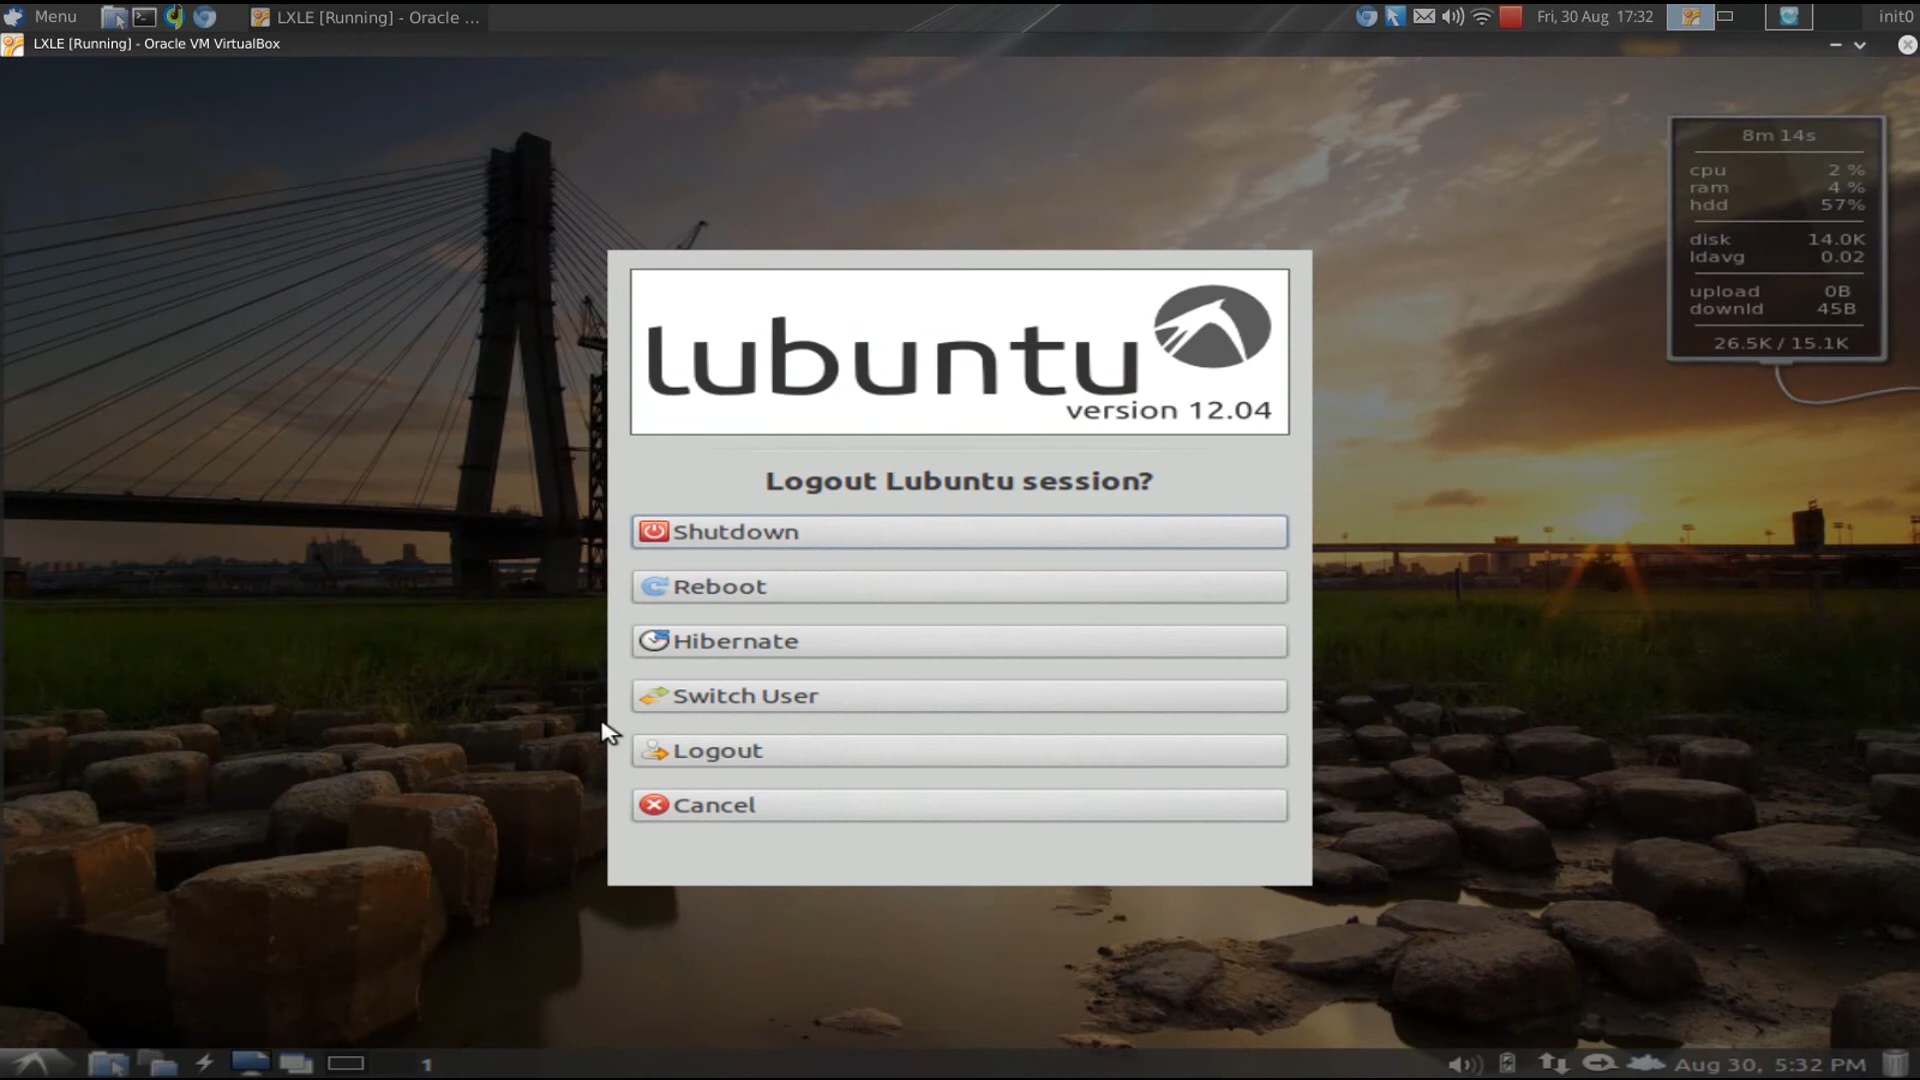 Menu
LXLE [Running] - Oracle ...
Fri, 30 Aug 17:32
init0
LXLE [Running] - Oracle VM VirtualBox
8m 14s
cpu 2 %
ram 4 %
hdd 57%
disk 14.0K
ldavg 0.02
upload 0B
downld 45B
26.5K / 15.1K
lubuntu
version 12.04
Logout Lubuntu session?
Shutdown
Reboot
Hibernate
Switch User
Logout
Cancel
1
Aug 30, 5:32 PM